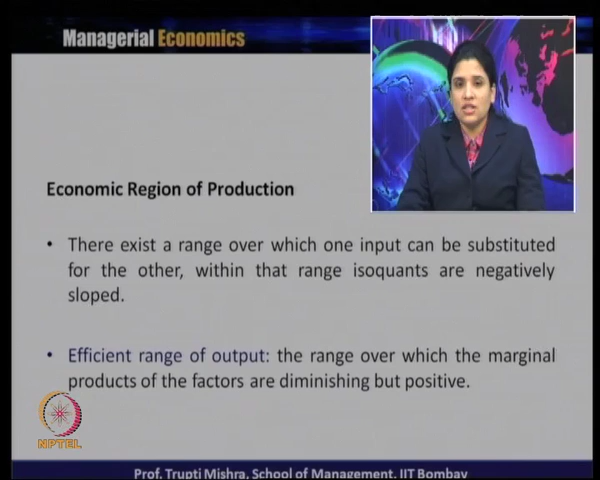 Managerial Economics
Economic Region of Production
• There exist a range over which one input can be substituted
for the other, within that range isoquants are negatively
sloped.
• Efficient range of output: the range over which the marginal
products of the factors are diminishing but positive.
NPTEL
Prof. Trupti Mishra, School of Management, IIT Bombay